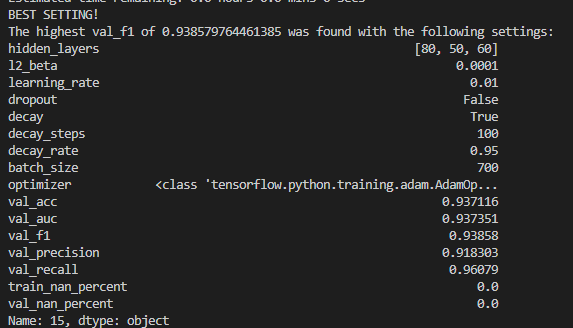 Estimated time remaining: 0.0 hours 0.0 mins 0 secs
BEST SETTING!
The highest val_f1 of 0.938579764461385 was found with the following settings:
hidden_layers [80, 50, 60]
l2_beta 0.0001
learning_rate 0.01
dropout False
decay True
decay_steps 100
decay_rate 0.95
batch_size 700
optimizer <class 'tensorflow.python.training.adam.AdamOp...
val_acc 0.937116
val_auc 0.937351
val_f1 0.93858
val_precision 0.918303
val_recall 0.96079
train_nan_percent 0.0
val_nan_percent 0.0
Name: 15, dtype: object